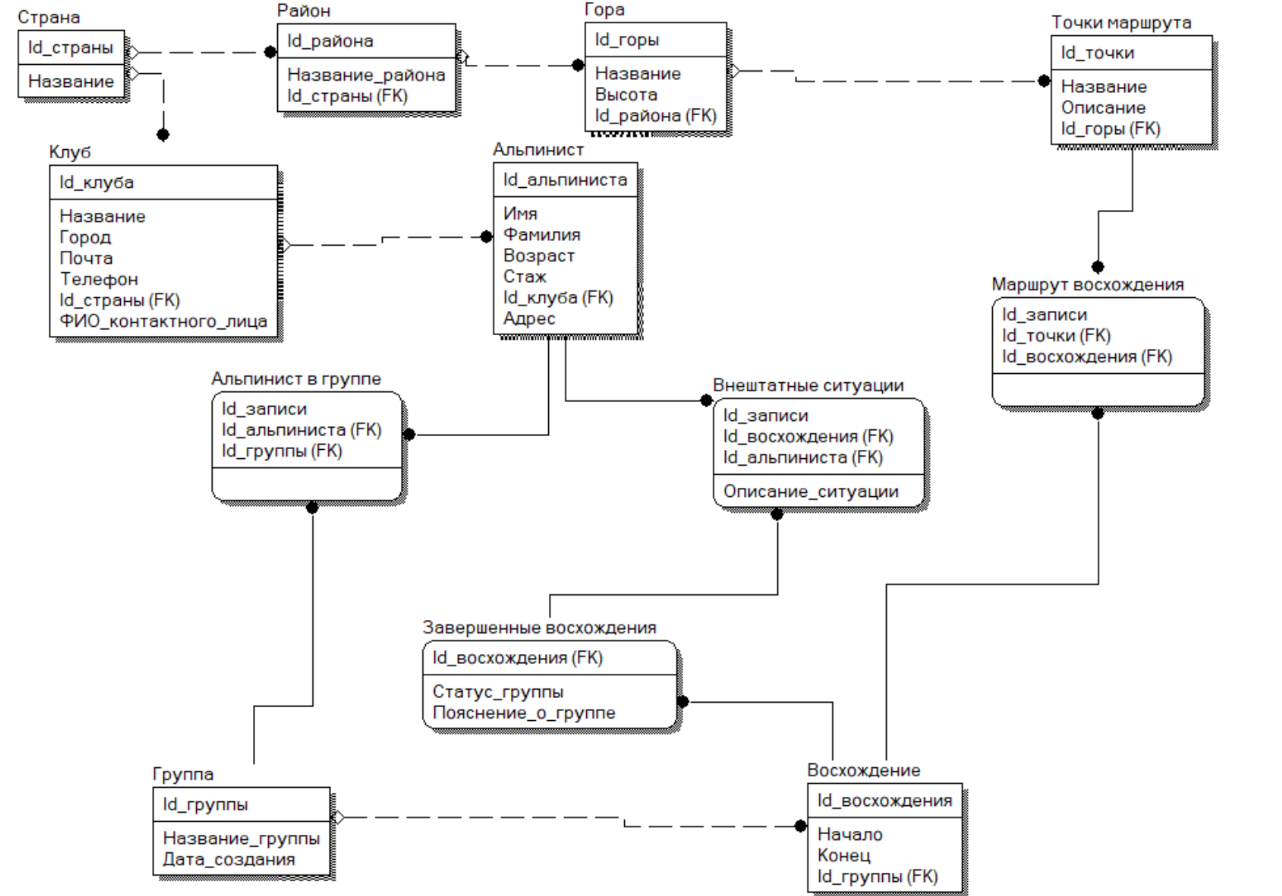 Страна
Id_страны
Название
Район
Id_района
Название_района
Id_страны (FK)
Гора
Id_горы
Название
Высота
Id_района (FK)
Точки маршрута
Id_точки
Название
Описание
Id_горы (FK)
Клуб
Id_клуба
Название
Город
Почта
Телефон
Id_страны (FK)
ФИО_контактного_лица
Альпинист
Id_альпиниста
Имя
Фамилия
Возраст
Стаж
Id_клуба (FK)
Адрес
Маршрут восхождения
Id_записи
Id_точки (FK)
Id_восхождения (FK)
Альпинист в группе
Id_записи
Id_альпиниста (FK)
Id_группы (FK)
Внештатные ситуации
Id_записи
Id_восхождения (FK)
Id_альпиниста (FK)
Описание_ситуации
Завершенные восхождения
Id_восхождения (FK)
Статус_группы
Пояснение_о_группе
Группа
Id_группы
Название_группы
Дата_создания
Восхождение
Id_восхождения
Начало
Конец
Id_группы (FK)